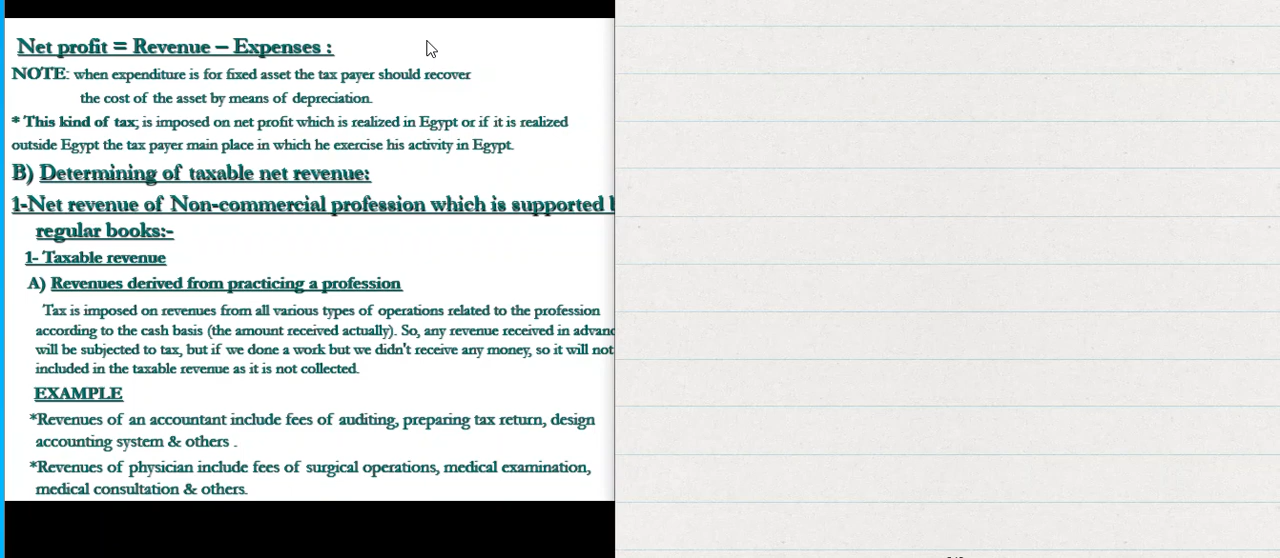 Net profit = Revenue – Expenses :
NOTE: when expenditure is for fixed asset the tax payer should recover
the cost of the asset by means of depreciation.
* This kind of tax; is imposed on net profit which is realized in Egypt or if it is realized
outside Egypt the tax payer main place in which he exercise his activity in Egypt.
B) Determining of taxable net revenue:
1-Net revenue of Non-commercial profession which is supported
regular books:-
1- Taxable revenue
A) Revenues derived from practicing a profession
Tax is imposed on revenues from all various types of operations related to the profession
according to the cash basis (the amount received actually). So, any revenue received in advanc
will be subjected to tax, but if we done a work but we didn't receive any money, so it will not
included in the taxable revenue as it is not collected.
EXAMPLE
*Revenues of an accountant include fees of auditing, preparing tax return, design
accounting system & others .
*Revenues of physician include fees of surgical operations, medical examination,
medical consultation & others.